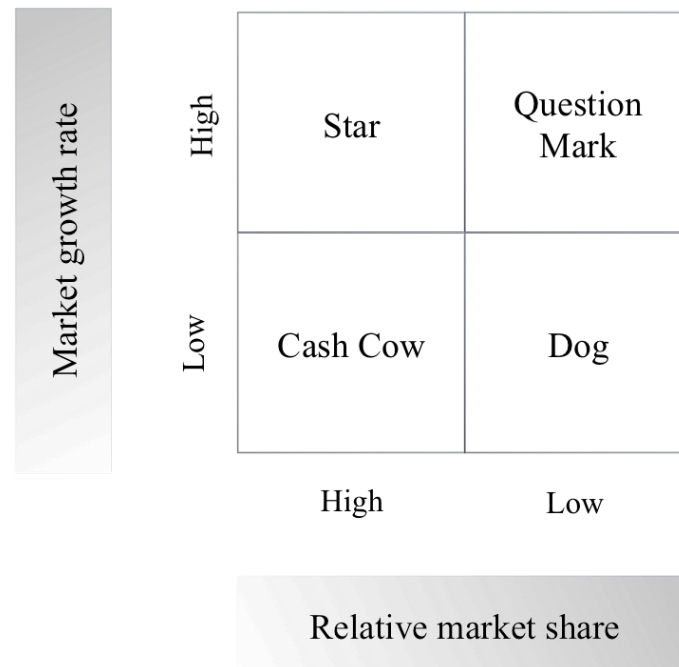 Market growth rate
High
Star
Question
Mark
Low
Cash Cow
Dog
High
Low
Relative market share